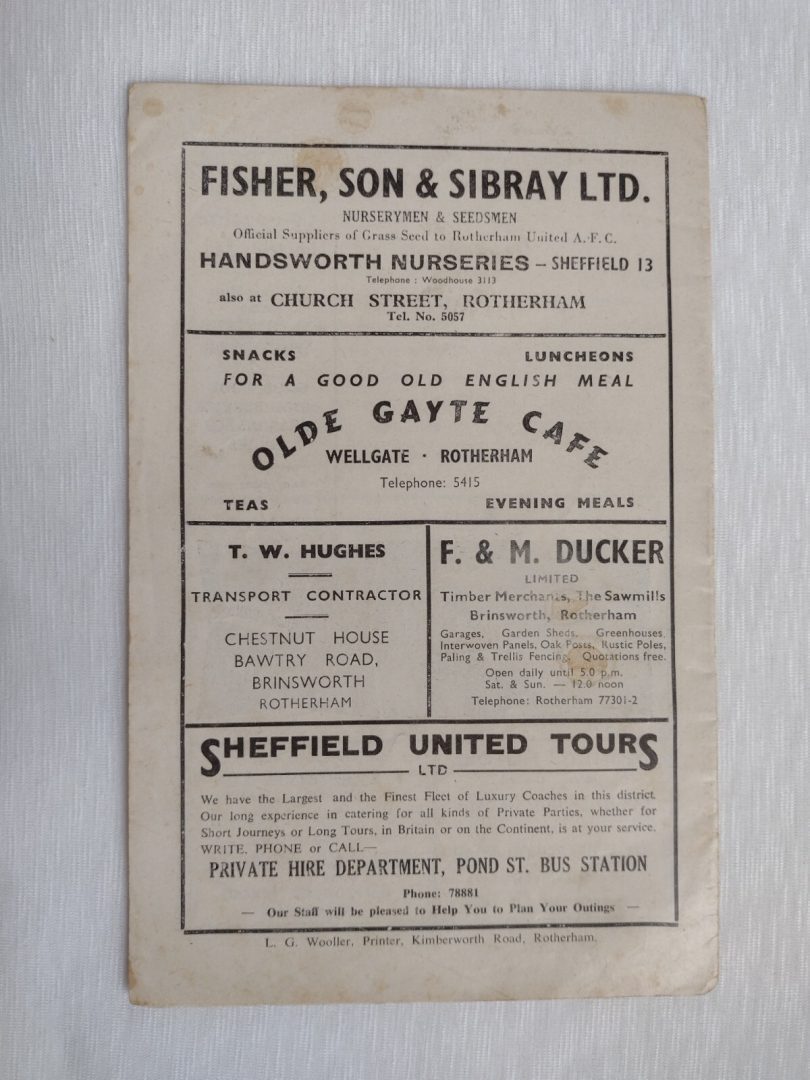 FISHER, SON & SIBRAY LTD.
NURSERYMEN & SEEDSMEN
Official Suppliers of Grass Seed to Rotherham United A.F.C.
HANDSWORTH NURSERIES – SHEFFIELD 13
Telephone : Woodhouse 3113
also at CHURCH STREET, ROTHERHAM
Tel. No. 5057
SNACKS LUNCHEONS
FOR A GOOD OLD ENGLISH MEAL
OLDE GAYTE CAFE
WELLGATE · ROTHERHAM
Telephone: 5415
TEAS EVENING MEALS
T. W. HUGHES
TRANSPORT CONTRACTOR
CHESTNUT HOUSE
BAWTRY ROAD,
BRINSWORTH
ROTHERHAM
F. & M. DUCKER
LIMITED
Timber Merchants, The Sawmills
Brinsworth, Rotherham
Garages, Garden Sheds, Greenhouses,
Interwoven Panels, Oak Posts, Rustic Poles,
Paling & Trellis Fencing, Quotations free.
Open daily until 5.0 p.m.
Sat. & Sun. — 12.0 noon
Telephone: Rotherham 77301-2
SHEFFIELD UNITED TOURS
LTD
We have the Largest and the Finest Fleet of Luxury Coaches in this district.
Our long experience in catering for all kinds of Private Parties, whether for
Short Journeys or Long Tours, in Britain or on the Continent, is at your service.
WRITE, PHONE or CALL—
PRIVATE HIRE DEPARTMENT, POND ST. BUS STATION
Phone: 78881
— Our Staff will be pleased to Help You to Plan Your Outings —
L. G. Wooller, Printer, Kimberworth Road, Rotherham.